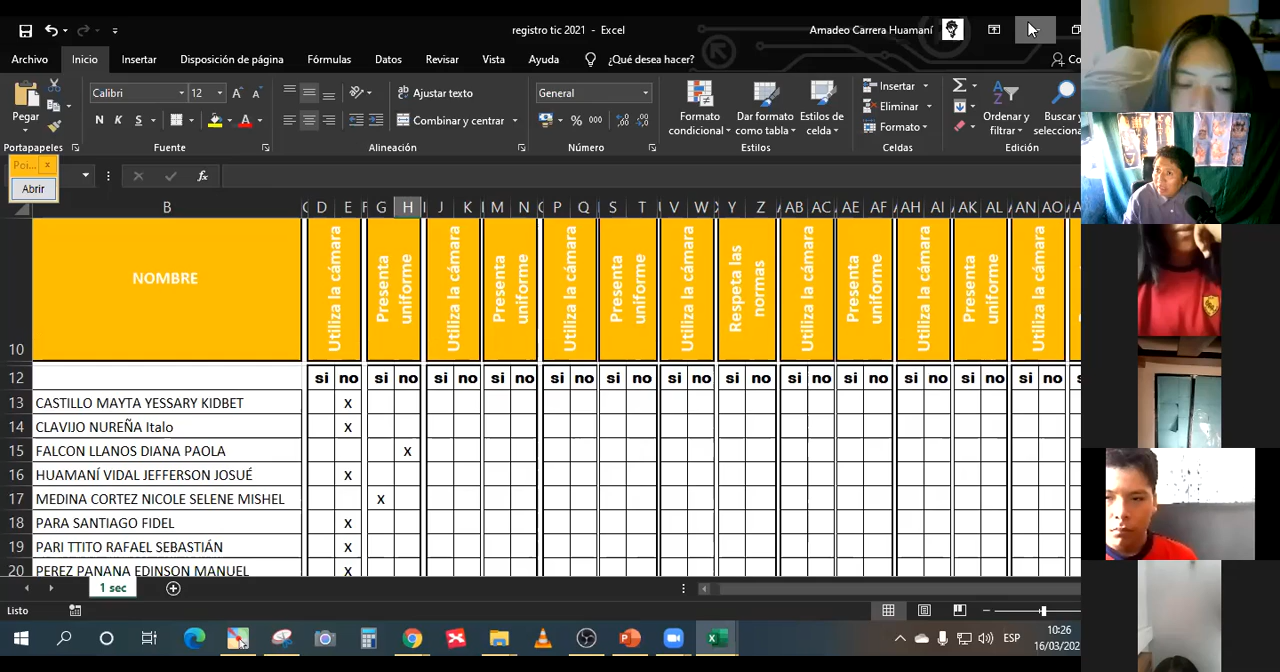 registro tic 2021 - Excel
Amadeo Carrera Huamaní
Archivo Inicio Insertar Disposición de página Fórmulas Datos Revisar Vista Ayuda ¿Qué desea hacer? Co
Pegar
Calibri 12
N K S
Ajustar texto
Combinar y centrar
General
% 000
Formato condicional
Dar formato como tabla
Estilos de celda
Insertar
Eliminar
Formato
Ordenar y filtrar
Buscar y selecciona
Portapapeles Fuente Alineación Número Estilos Celdas Edición
Poi... x
Abrir
fx
B D E F G H J K M N P Q S T V W Y Z AB AC AE AF AH AI AK AL AN AO
10 NOMBRE
Utiliza la cámara
Presenta uniforme
Utiliza la cámara
Presenta uniforme
Utiliza la cámara
Presenta uniforme
Utiliza la cámara
Respeta las normas
Utiliza la cámara
Presenta uniforme
Utiliza la cámara
Presenta uniforme
Utiliza la cámara
12 si no si no si no si no si no si no si no si no si no si no si no si no si no s
13 CASTILLO MAYTA YESSARY KIDBET x
14 CLAVIJO NUREÑA Italo x
15 FALCON LLANOS DIANA PAOLA x
16 HUAMANÍ VIDAL JEFFERSON JOSUÉ x
17 MEDINA CORTEZ NICOLE SELENE MISHEL x
18 PARA SANTIAGO FIDEL x
19 PARI TTITO RAFAEL SEBASTIÁN x
20 PEREZ PANANA EDINSON MANUEL x
1 sec
Listo
ESP
10:26
16/03/202